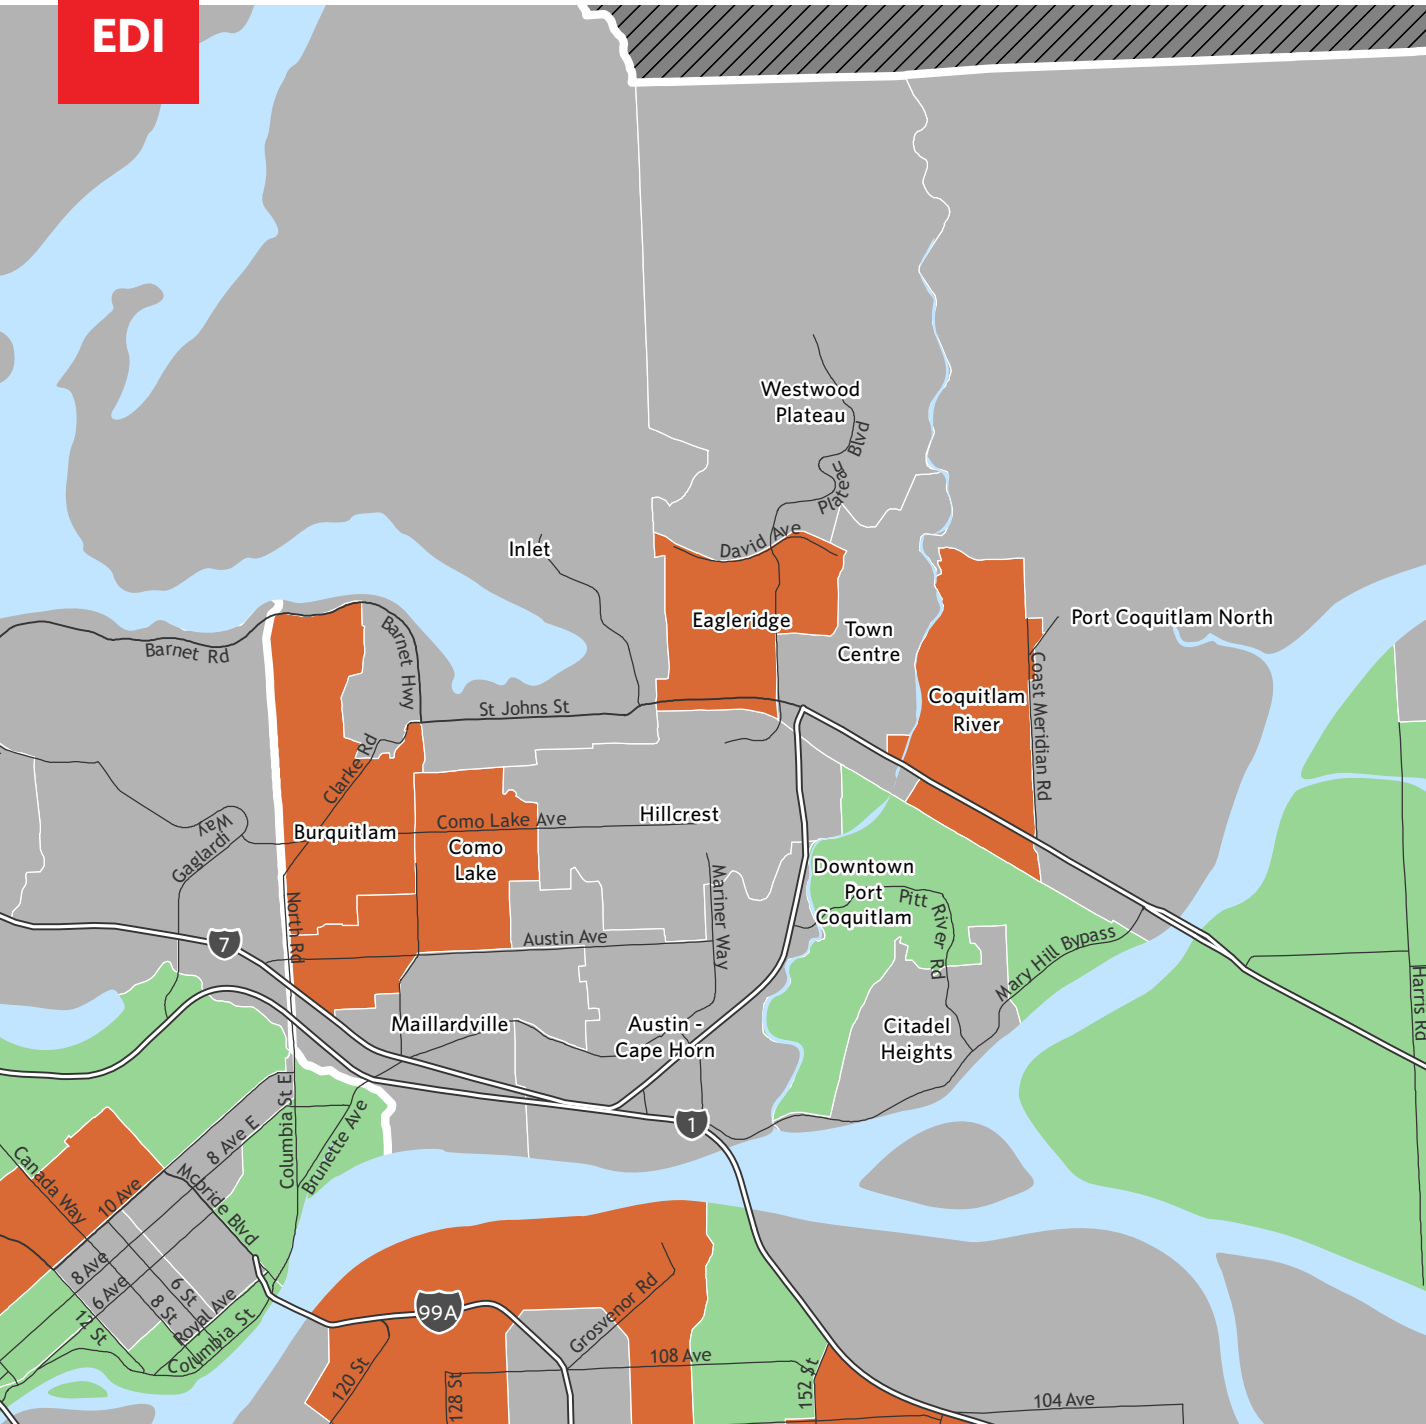 EDI
Westwood
Plateau
Plateau Blvd
David Ave
Inlet
Eagleridge
Town
Centre
Port Coquitlam North
Barnet Rd
Barnet Hwy
St Johns St
Coquitlam
River
Coast Meridian Rd
Clarke Rd
Gaglardi Way
Burquitlam
Como Lake Ave
Como
Lake
Hillcrest
Downtown
Port
Coquitlam
Pitt River Rd
Mariner Way
North Rd
Austin Ave
7
Mary Hill Bypass
Harris Rd
Maillardville
Austin -
Cape Horn
Citadel
Heights
1
Columbia St E
Brunette Ave
8 Ave E
Mcbride Blvd
Canada Way
10 Ave
8 Ave
6 Ave
12 St
6 St
8 St
Royal Ave
Columbia St
99A
Grosvenor Rd
120 St
128 St
108 Ave
152 St
104 Ave